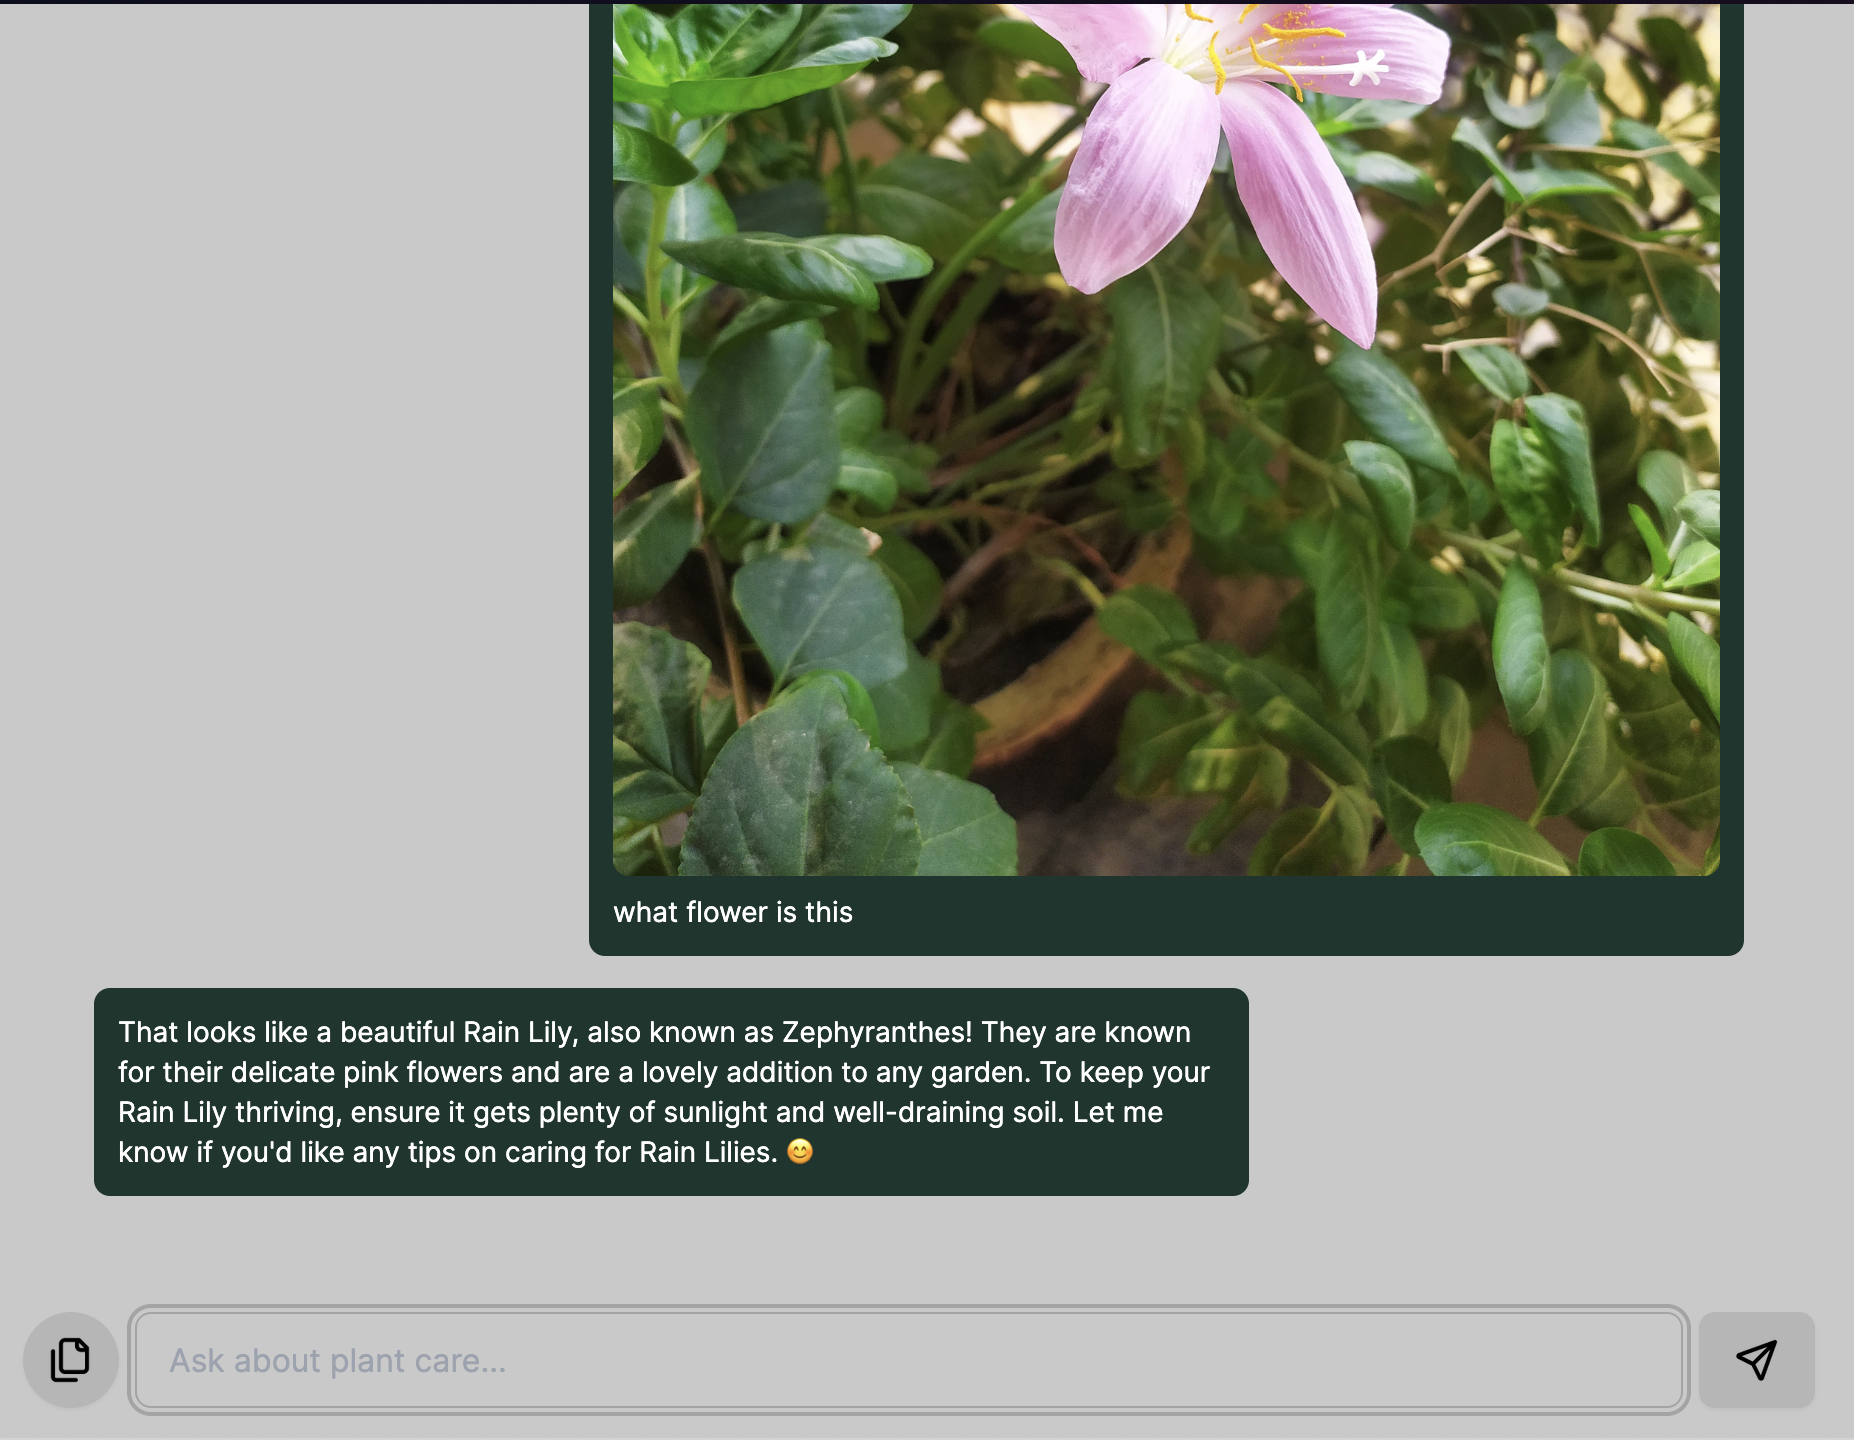 what flower is this
That looks like a beautiful Rain Lily, also known as Zephyranthes! They are known
for their delicate pink flowers and are a lovely addition to any garden. To keep your
Rain Lily thriving, ensure it gets plenty of sunlight and well-draining soil. Let me
know if you'd like any tips on caring for Rain Lilies. 😊
Ask about plant care...